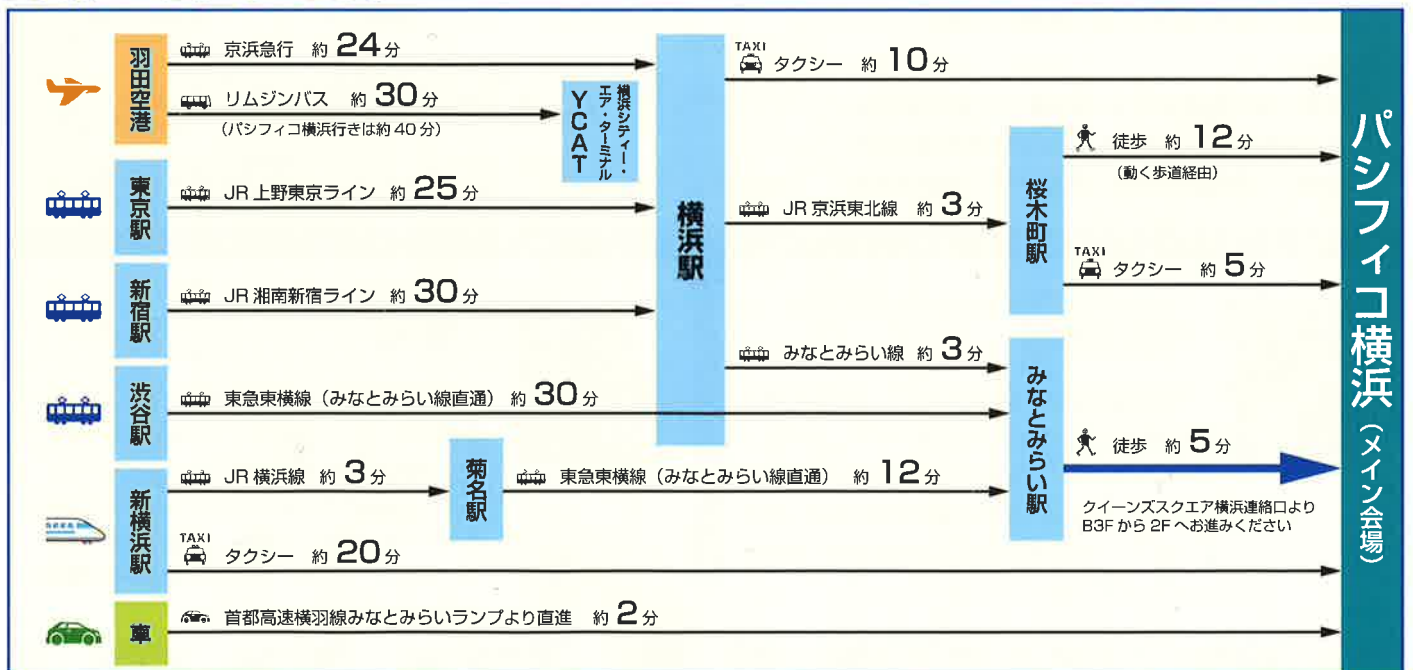 羽田空港
京浜急行 約24分
リムジンバス 約30分
(パシフィコ横浜行きは約40分)
横浜シティー・
エア・ターミナル
YCAT
東京駅
JR上野東京ライン 約25分
新宿駅
JR湘南新宿ライン 約30分
渋谷駅
東急東横線(みなとみらい線直通) 約30分
新横浜駅
JR横浜線 約3分
菊名駅
東急東横線(みなとみらい線直通) 約12分
TAXI
タクシー 約20分
車
首都高速横羽線みなとみらいランプより直進 約2分
横浜駅
TAXI
タクシー 約10分
JR京浜東北線 約3分
桜木町駅
徒歩 約12分
(動く歩道経由)
TAXI
タクシー 約5分
みなとみらい線 約3分
みなとみらい駅
徒歩 約5分
クイーンズスクエア横浜連絡口より
B3Fから2Fへお進みください
パシフィコ横浜(メイン会場)